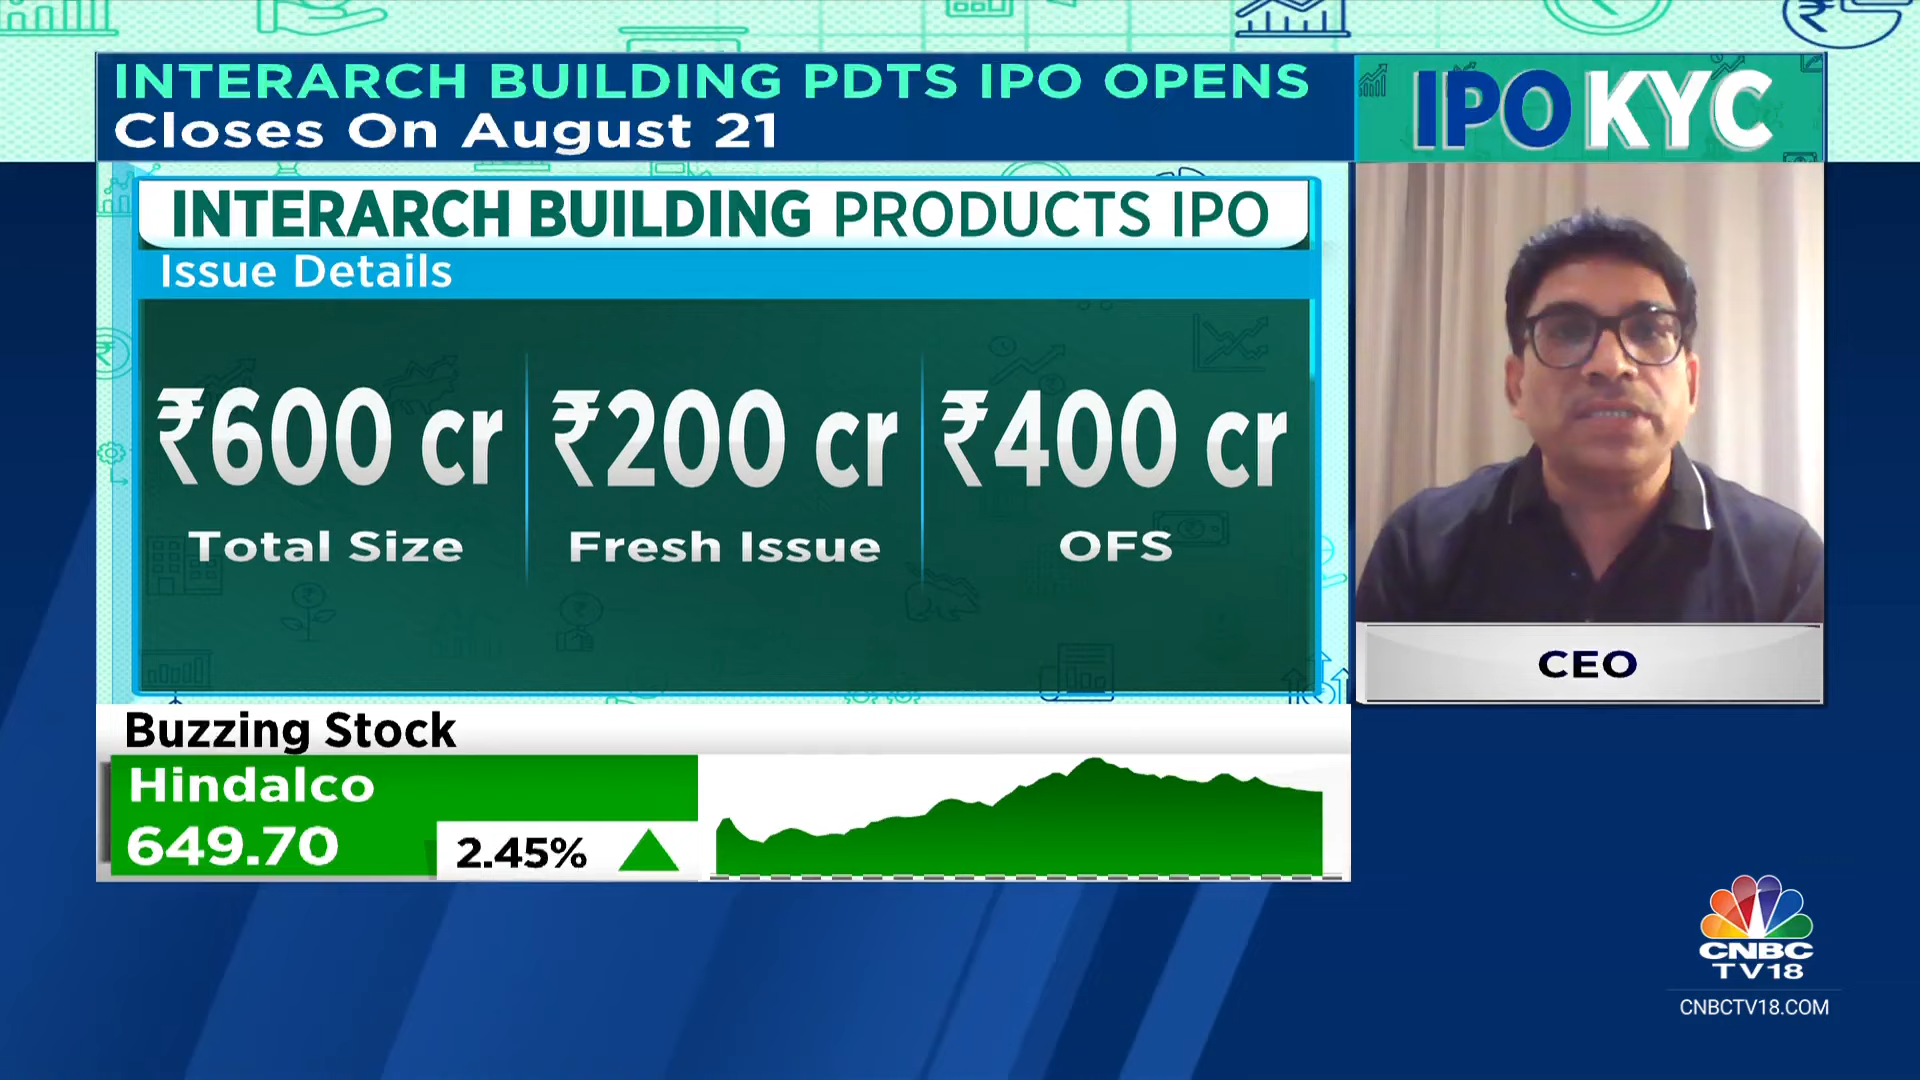 INTERARCH BUILDING PDTS IPO OPENS
Closes On August 21
IPO KYC
INTERARCH BUILDING PRODUCTS IPO
Issue Details
₹600 cr
Total Size
₹200 cr
Fresh Issue
₹400 cr
OFS
CEO
Buzzing Stock
Hindalco
649.70
2.45%
CNBC
TV18
CNBCTV18.COM